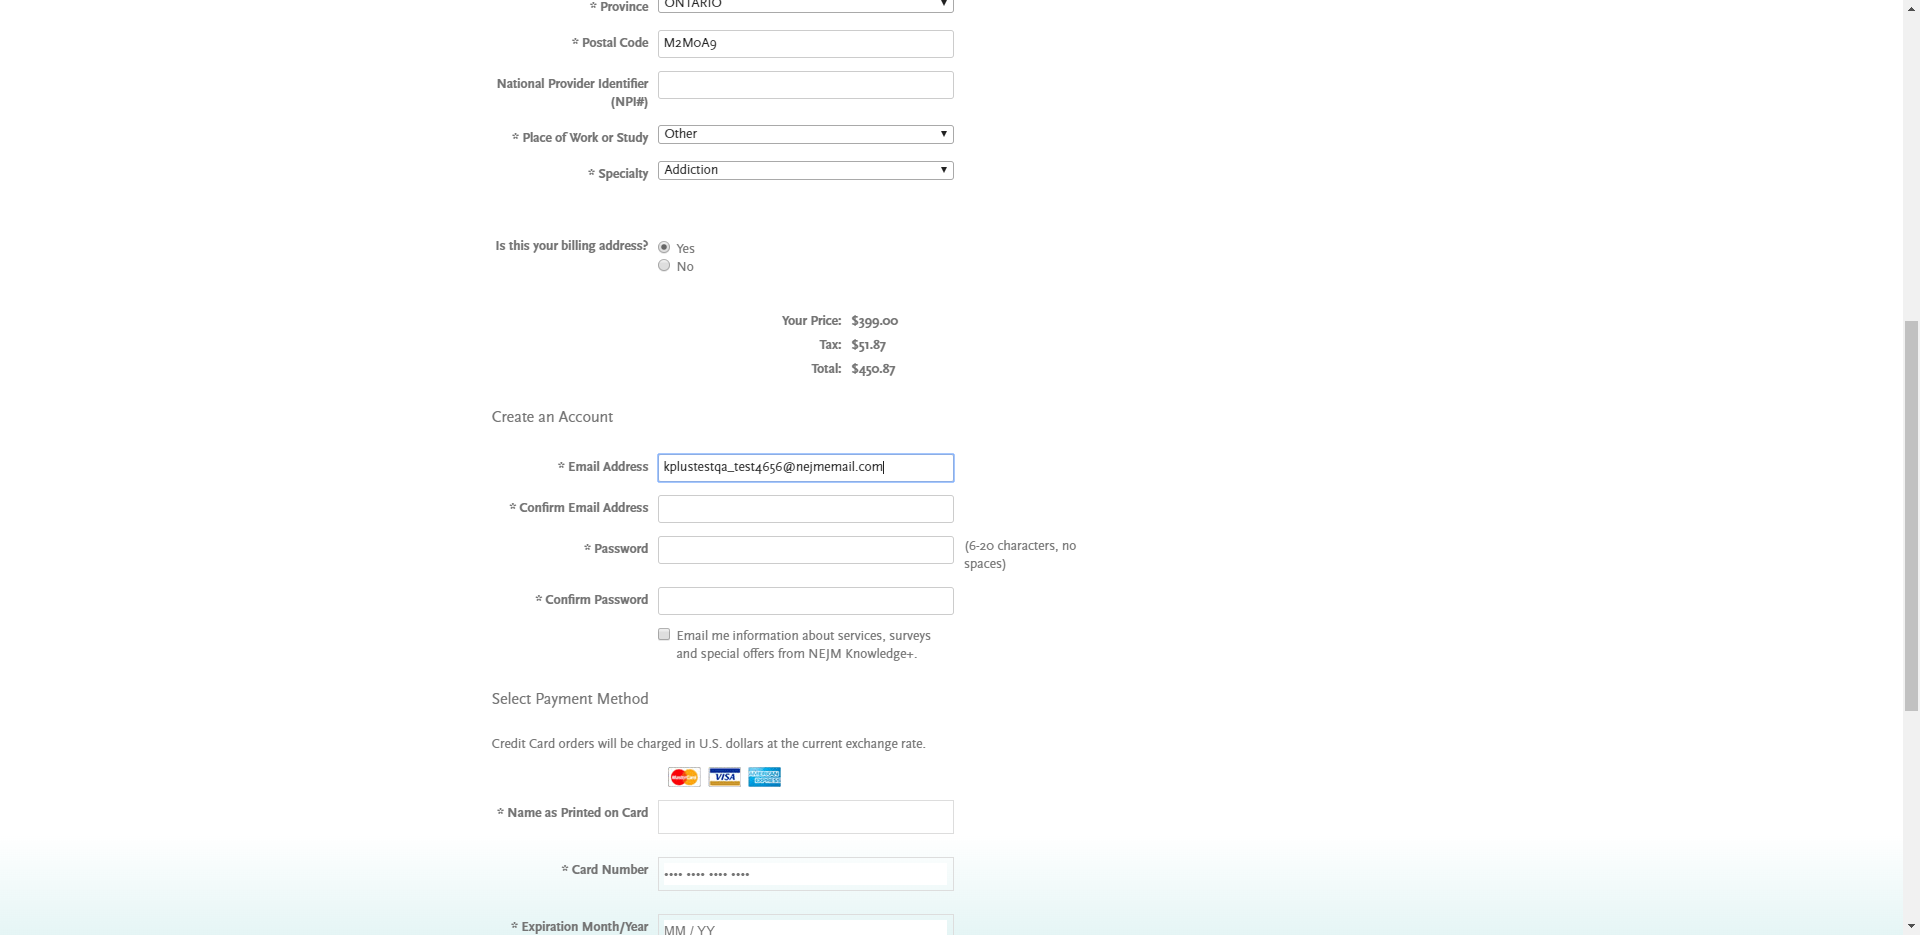 * Province ONTARIO
* Postal Code M2M0A9
National Provider Identifier
(NPI#)
* Place of Work or Study Other
* Specialty Addiction
Is this your billing address? Yes
No
Your Price: $399.00
Tax: $51.87
Total: $450.87
Create an Account
* Email Address kplustestqa_test4656@nejmemail.com
* Confirm Email Address
* Password (6-20 characters, no
spaces)
* Confirm Password
Email me information about services, surveys
and special offers from NEJM Knowledge+.
Select Payment Method
Credit Card orders will be charged in U.S. dollars at the current exchange rate.
MasterCard VISA AMERICAN EXPRESS
* Name as Printed on Card
* Card Number •••• •••• •••• ••••
* Expiration Month/Year MM / YY